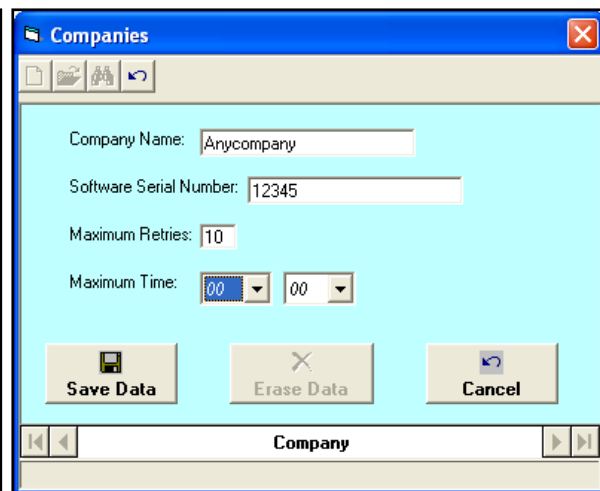 Companies
Company Name: Anycompany
Software Serial Number: 12345
Maximum Retries: 10
Maximum Time: 00 00
Save Data Erase Data Cancel
Company